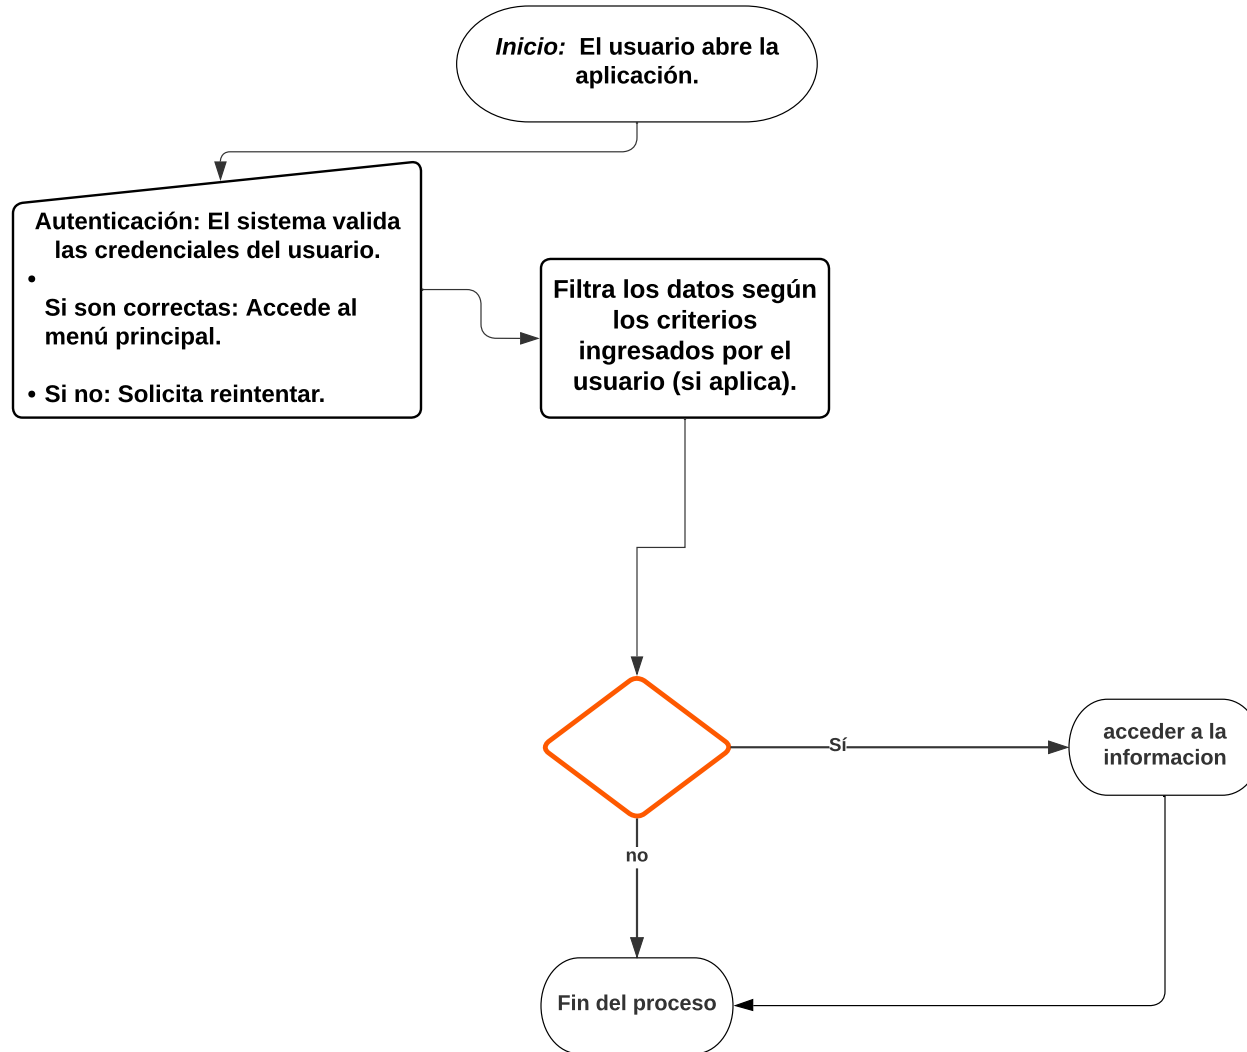 Inicio: El usuario abre la
aplicación.
Autenticación: El sistema valida
las credenciales del usuario.
•
Si son correctas: Accede al
menú principal.
• Si no: Solicita reintentar.
Filtra los datos según
los criterios
ingresados por el
usuario (si aplica).
Sí
acceder a la
informacion
no
Fin del proceso